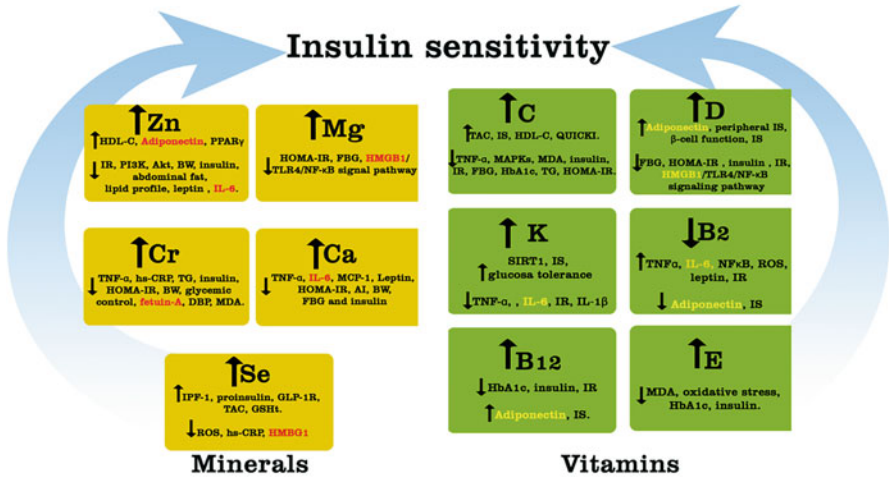 Insulin sensitivity
↑Zn
↑HDL-C, Adiponectin, PPARγ
↓IR, PI3K, Akt, BW, insulin,
abdominal fat,
lipid profile, leptin , IL-6.
↑Mg
↓HOMA-IR, FBG, HMGB1/
TLR4/NF-κB signal pathway
↑Cr
↓TNF-α, hs-CRP, TG, insulin,
HOMA-IR, BW, glycemic
control, fetuin-A, DBP, MDA.
↑Ca
↓TNF-α, IL-6, MCP-1, Leptin,
HOMA-IR, AI, BW,
FBG and insulin
↑Se
↑IPF-1, proinsulin, GLP-1R,
TAC, GSHt.
↓ROS, hs-CRP, HMBG1
Minerals
↑C
↑TAC, IS, HDL-C, QUICKI.
↓TNF-α, MAPKs, MDA, insulin,
IR, FBG, HbA1c, TG, HOMA-IR.
↑D
↑Adiponectin, peripheral IS,
β-cell function, IS
↓FBG, HOMA-IR , insulin , IR,
HMGB1/TLR4/NF-κB
signaling pathway
↑K
SIRT1, IS,
↑glucosa tolerance
↓TNF-α, , IL-6, IR, IL-1β
↓B2
↑TNFα, IL-6, NFκB, ROS,
leptin, IR
↓Adiponectin, IS
↑B12
↓HbA1c, insulin, IR
↑Adiponectin, IS.
↑E
↓MDA, oxidative stress,
HbA1c, insulin.
Vitamins